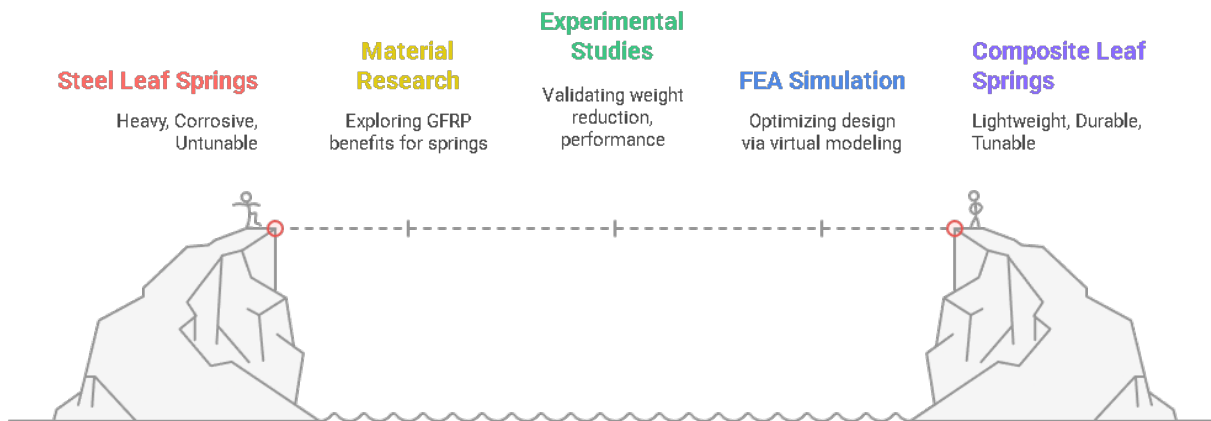 Steel Leaf Springs
Heavy, Corrosive,
Untunable
Material
Research
Exploring GFRP
benefits for springs
Experimental
Studies
Validating weight
reduction,
performance
FEA Simulation
Optimizing design
via virtual modeling
Composite Leaf
Springs
Lightweight, Durable,
Tunable